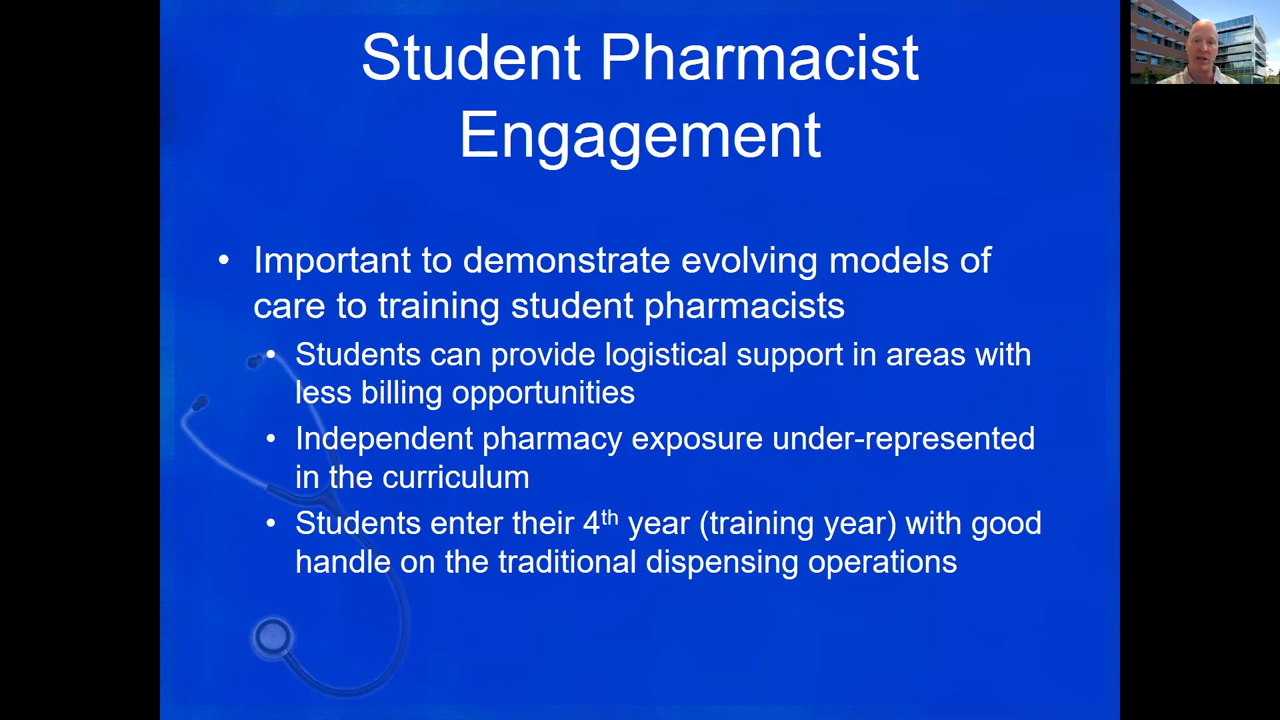 Student Pharmacist
Engagement
• Important to demonstrate evolving models of
care to training student pharmacists
• Students can provide logistical support in areas with
less billing opportunities
• Independent pharmacy exposure under-represented
in the curriculum
• Students enter their 4th year (training year) with good
handle on the traditional dispensing operations